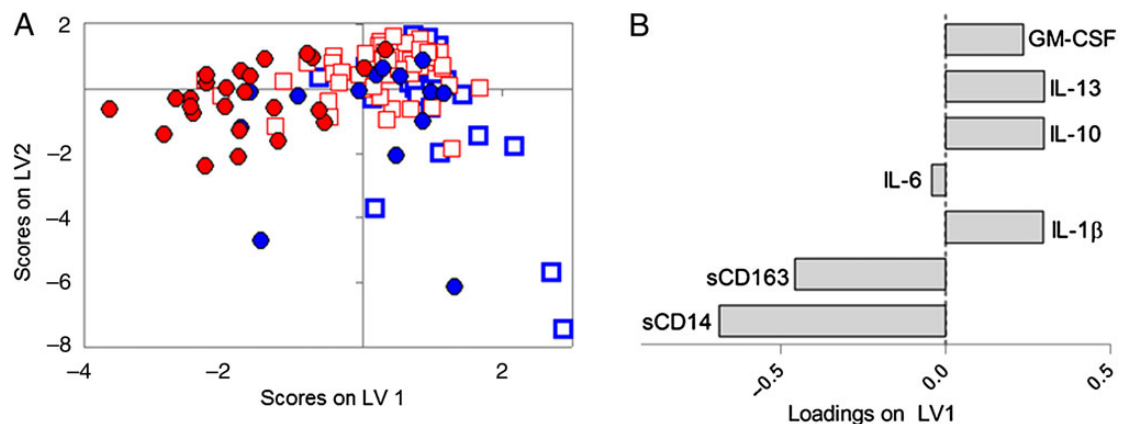 A
2
0
−2
−4
−6
−8
Scores on LV2
−4
−2
2
Scores on LV 1
B
GM-CSF
IL-13
IL-10
IL-6
IL-1β
sCD163
sCD14
−0.5
0.0
0.5
Loadings on LV1